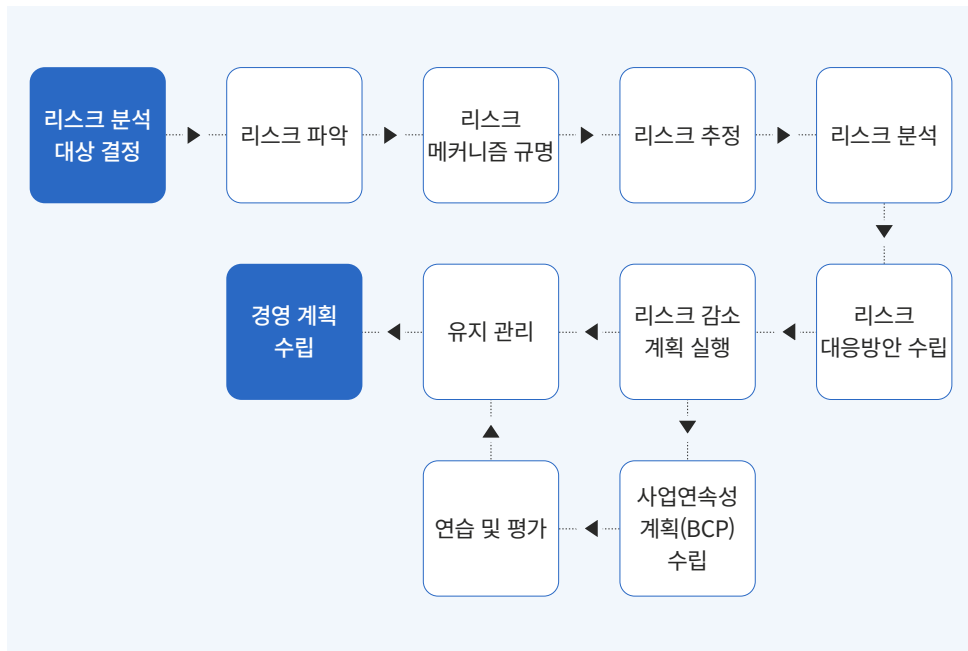 리스크 분석
대상 결정
리스크 파악
리스크
메커니즘 규명
리스크 추정
리스크 분석
경영 계획
수립
유지 관리
리스크 감소
계획 실행
리스크
대응방안 수립
연습 및 평가
사업연속성
계획(BCP)
수립